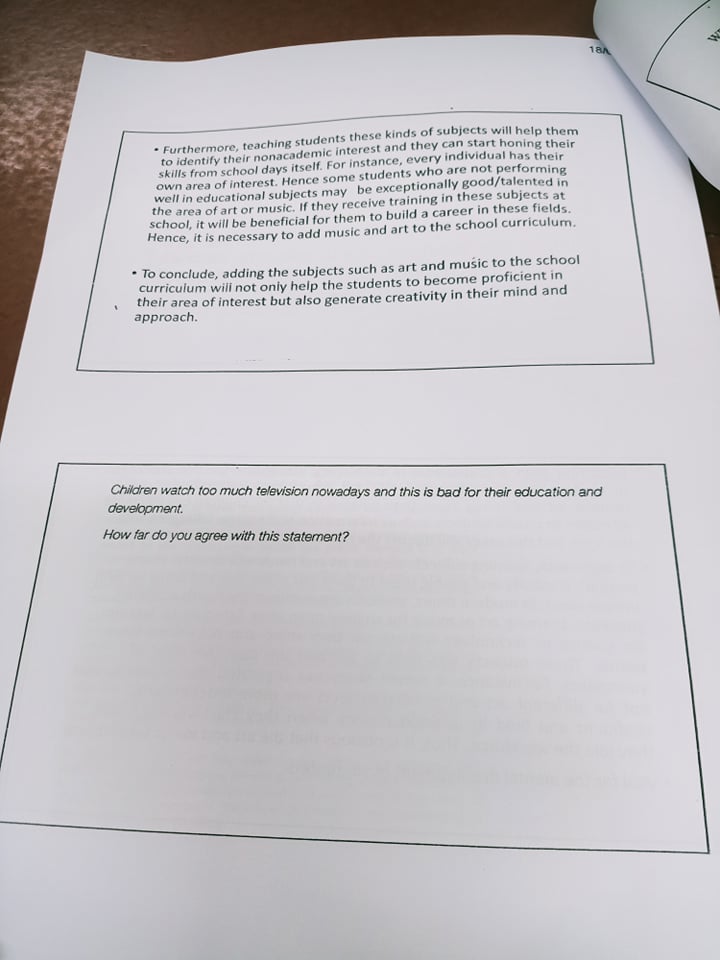 18/
• Furthermore, teaching students these kinds of subjects will help them
to identify their nonacademic interest and they can start honing their
skills from school days itself. For instance, every individual has their
own area of interest. Hence some students who are not performing
well in educational subjects may be exceptionally good/talented in
the area of art or music. If they receive training in these subjects at
school, it will be beneficial for them to build a career in these fields.
Hence, it is necessary to add music and art to the school curriculum.
• To conclude, adding the subjects such as art and music to the school
curriculum will not only help the students to become proficient in
their area of interest but also generate creativity in their mind and
approach.
Children watch too much television nowadays and this is bad for their education and
development.
How far do you agree with this statement?